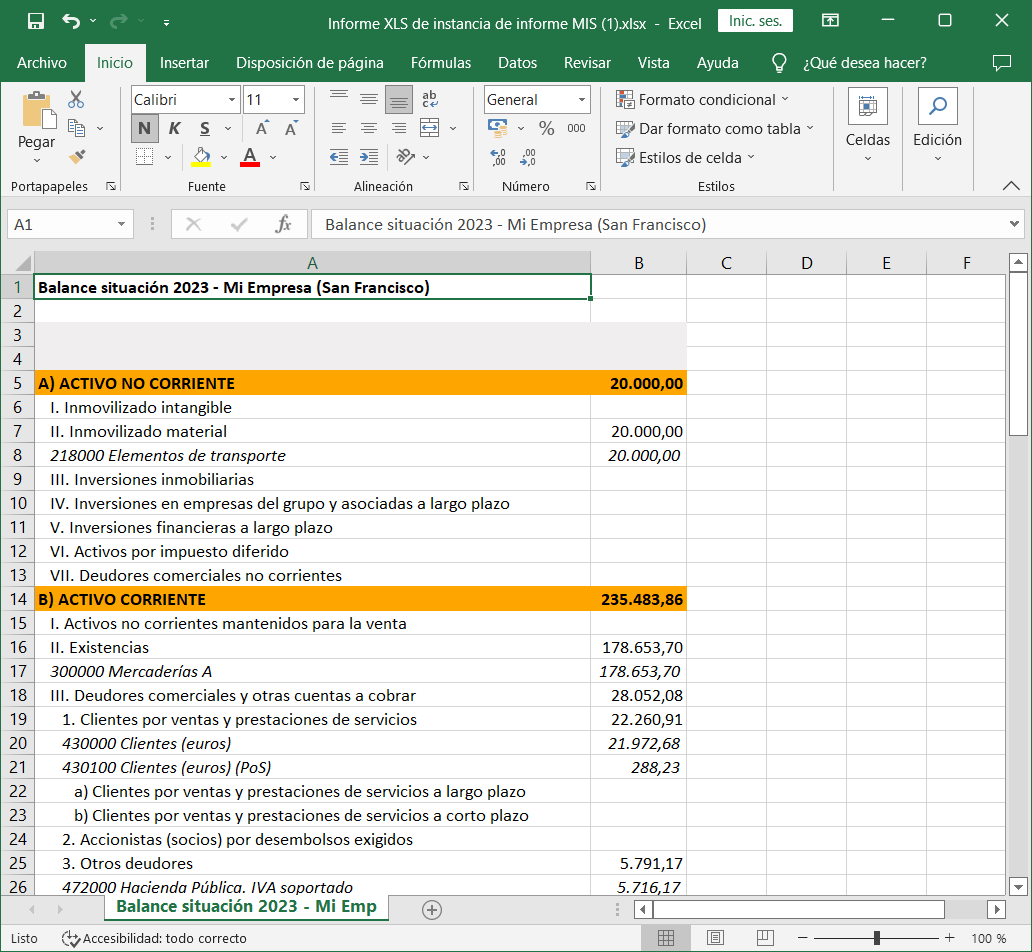 Informe XLS de instancia de informe MIS (1).xlsx - Excel
Inic. ses.
Archivo Inicio Insertar Disposición de página Fórmulas Datos Revisar Vista Ayuda ¿Qué desea hacer?
Pegar
Portapapeles
Calibri 11
N K S A A
A
Fuente
ab
c
Alineación
General
% 000
,00 ,00
Número
Formato condicional
Dar formato como tabla
Estilos de celda
Estilos
Celdas
Edición
A1 fx Balance situación 2023 - Mi Empresa (San Francisco)
A B C D E F
1 Balance situación 2023 - Mi Empresa (San Francisco)
2
3
4
5 A) ACTIVO NO CORRIENTE 20.000,00
6 I. Inmovilizado intangible
7 II. Inmovilizado material 20.000,00
8 218000 Elementos de transporte 20.000,00
9 III. Inversiones inmobiliarias
10 IV. Inversiones en empresas del grupo y asociadas a largo plazo
11 V. Inversiones financieras a largo plazo
12 VI. Activos por impuesto diferido
13 VII. Deudores comerciales no corrientes
14 B) ACTIVO CORRIENTE 235.483,86
15 I. Activos no corrientes mantenidos para la venta
16 II. Existencias 178.653,70
17 300000 Mercaderías A 178.653,70
18 III. Deudores comerciales y otras cuentas a cobrar 28.052,08
19 1. Clientes por ventas y prestaciones de servicios 22.260,91
20 430000 Clientes (euros) 21.972,68
21 430100 Clientes (euros) (PoS) 288,23
22 a) Clientes por ventas y prestaciones de servicios a largo plazo
23 b) Clientes por ventas y prestaciones de servicios a corto plazo
24 2. Accionistas (socios) por desembolsos exigidos
25 3. Otros deudores 5.791,17
26 472000 Hacienda Pública. IVA soportado 5.716,17
Balance situación 2023 - Mi Emp
Listo Accesibilidad: todo correcto 100 %